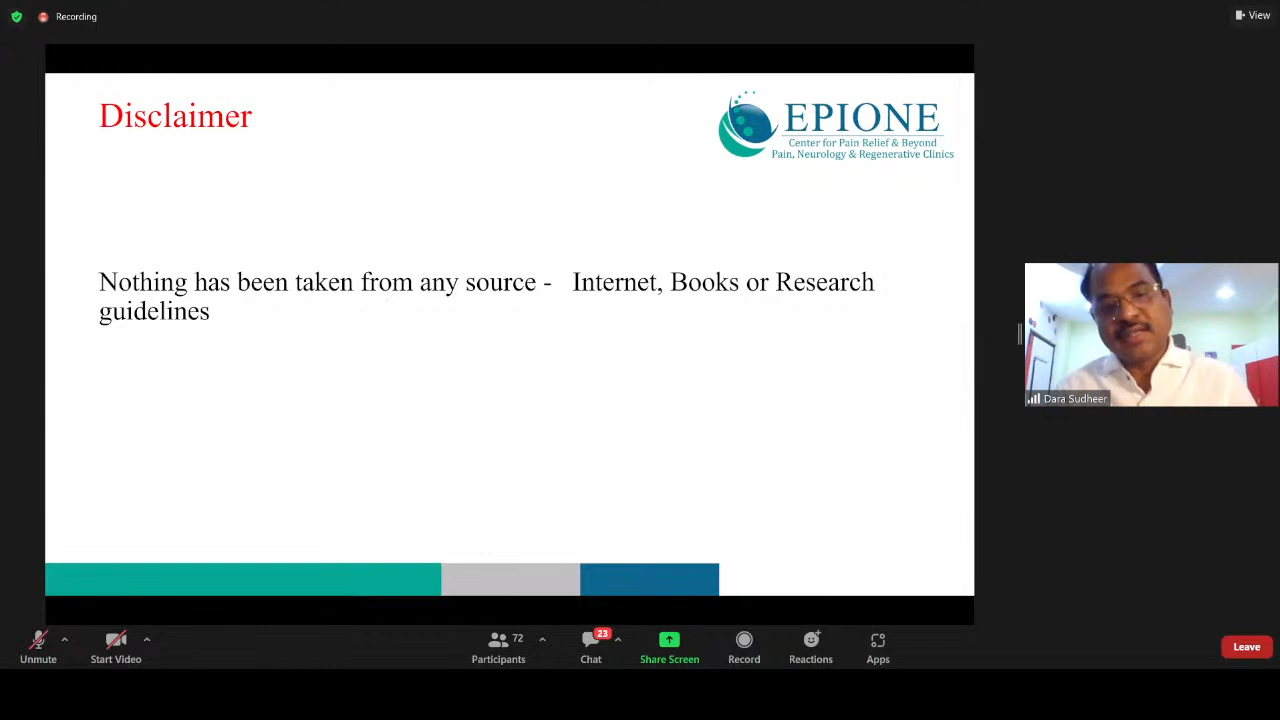 Recording
View
Disclaimer
EPIONE
Center for Pain Relief & Beyond
Pain, Neurology & Regenerative Clinics
Nothing has been taken from any source - Internet, Books or Research
guidelines
Dara Sudheer
Unmute
Start Video
72
Participants
23
Chat
Share Screen
Record
Reactions
Apps
Leave